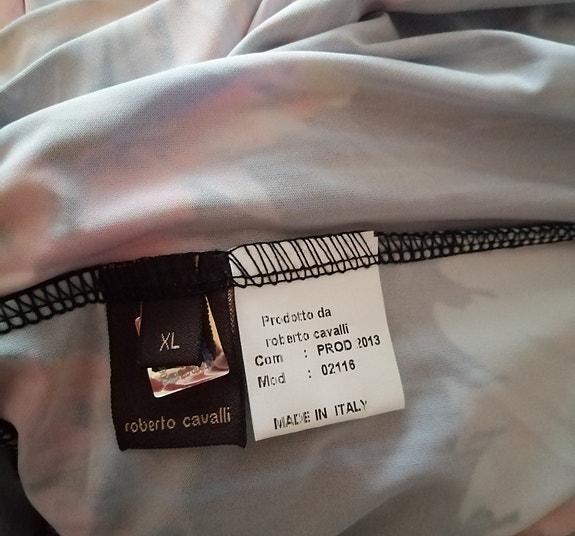 XL
roberto cavalli
Prodotto da
roberto cavalli
Com : PROD 2013
Mod : 02116
MADE IN ITALY